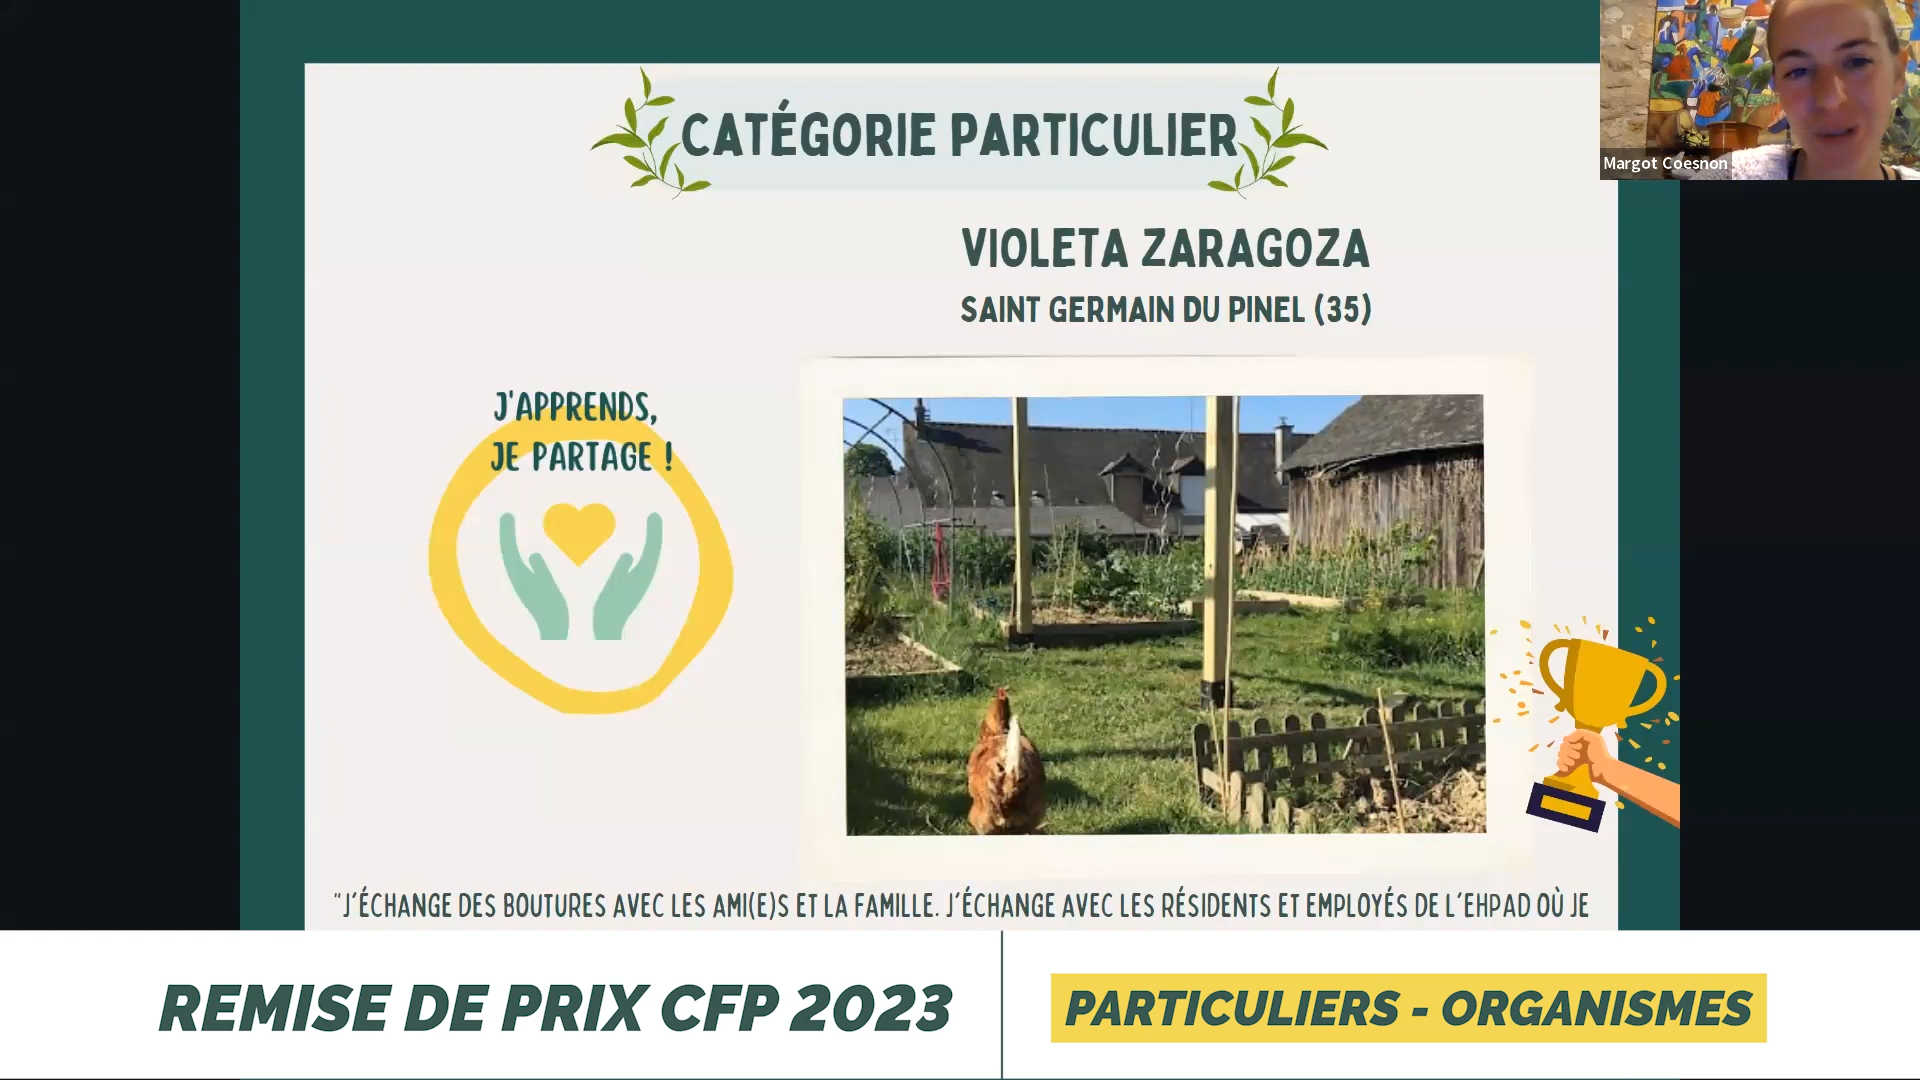 CATÉGORIE PARTICULIER
Margot Coesnon
VIOLETA ZARAGOZA
SAINT GERMAIN DU PINEL (35)
J'APPRENDS,
JE PARTAGE !
"J'ÉCHANGE DES BOUTURES AVEC LES AMI(E)S ET LA FAMILLE. J'ÉCHANGE AVEC LES RÉSIDENTS ET EMPLOYÉS DE L'EHPAD OÙ JE
REMISE DE PRIX CFP 2023
PARTICULIERS - ORGANISMES